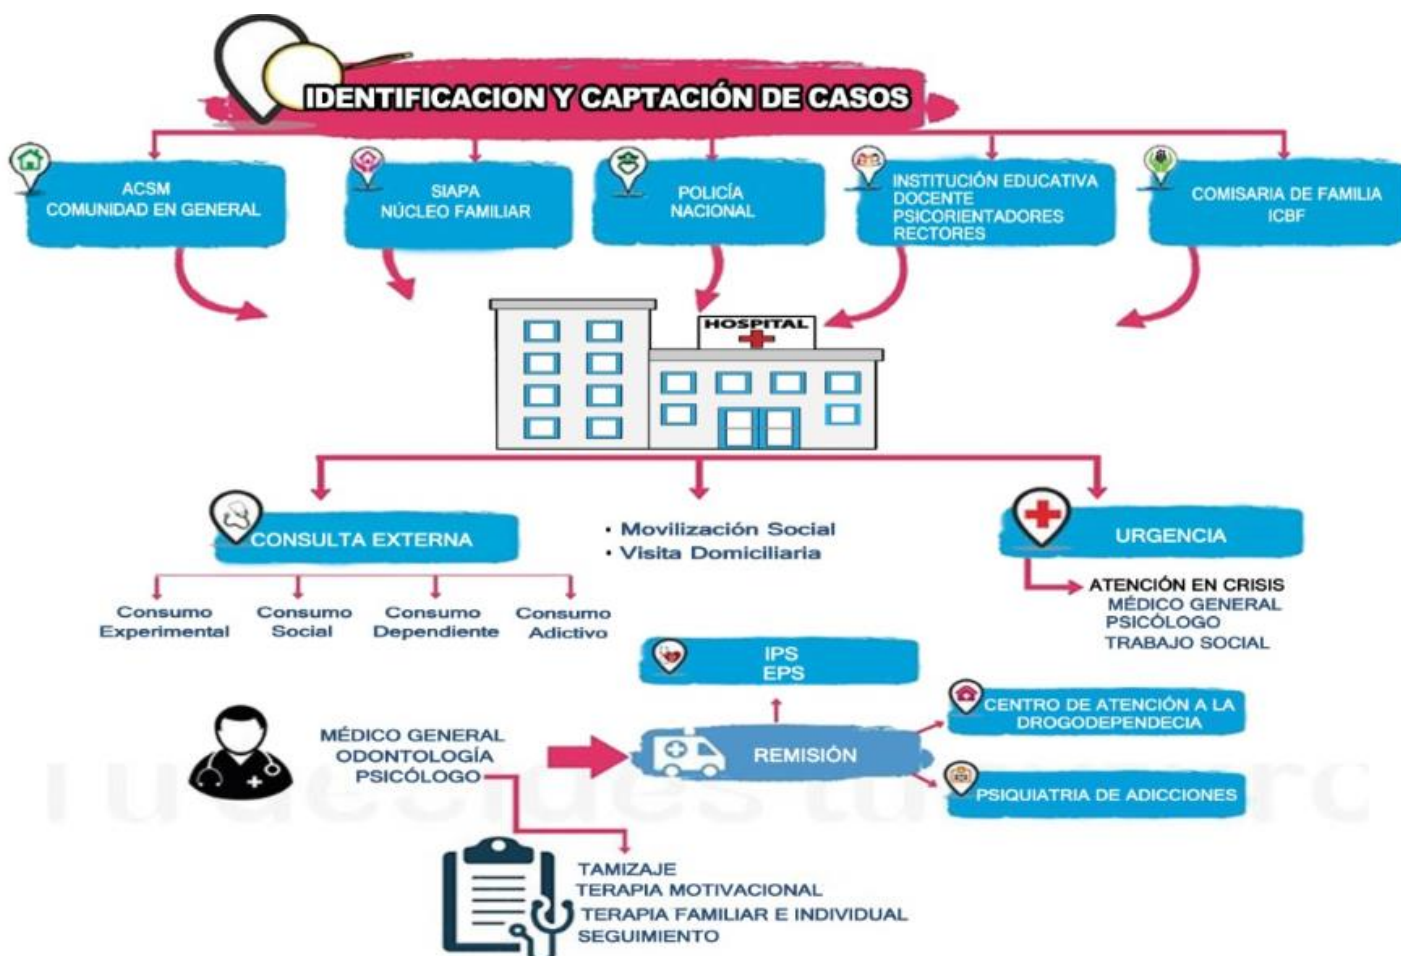 IDENTIFICACION Y CAPTACIÓN DE CASOS
ACSM
COMUNIDAD EN GENERAL
SIAPA
NÚCLEO FAMILIAR
POLICÍA
NACIONAL
INSTITUCIÓN EDUCATIVA
DOCENTE
PSICORIENTADORES
RECTORES
COMISARIA DE FAMILIA
ICBF
HOSPITAL
CONSULTA EXTERNA
• Movilización Social
• Visita Domiciliaria
URGENCIA
ATENCIÓN EN CRISIS
MÉDICO GENERAL
PSICÓLOGO
TRABAJO SOCIAL
Consumo
Experimental
Consumo
Social
Consumo
Dependiente
Consumo
Adictivo
IPS
EPS
CENTRO DE ATENCIÓN A LA
DROGODEPENDECIA
MÉDICO GENERAL
ODONTOLOGÍA
PSICÓLOGO
REMISIÓN
PSIQUIATRIA DE ADICCIONES
Tu decides tu
TAMIZAJE
TERAPIA MOTIVACIONAL
TERAPIA FAMILIAR E INDIVIDUAL
SEGUIMIENTO